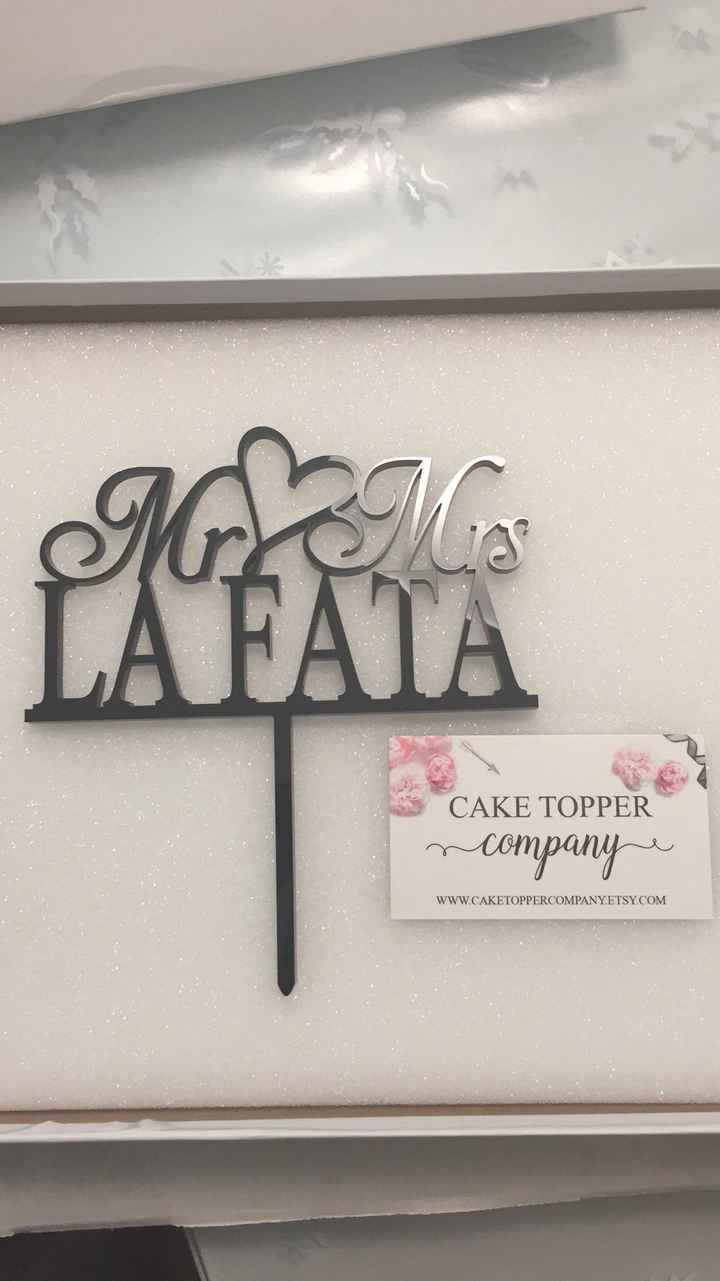 Mr Mrs
LA FATA
CAKE TOPPER
company
WWW.CAKETOPPERCOMPANY.ETSY.COM